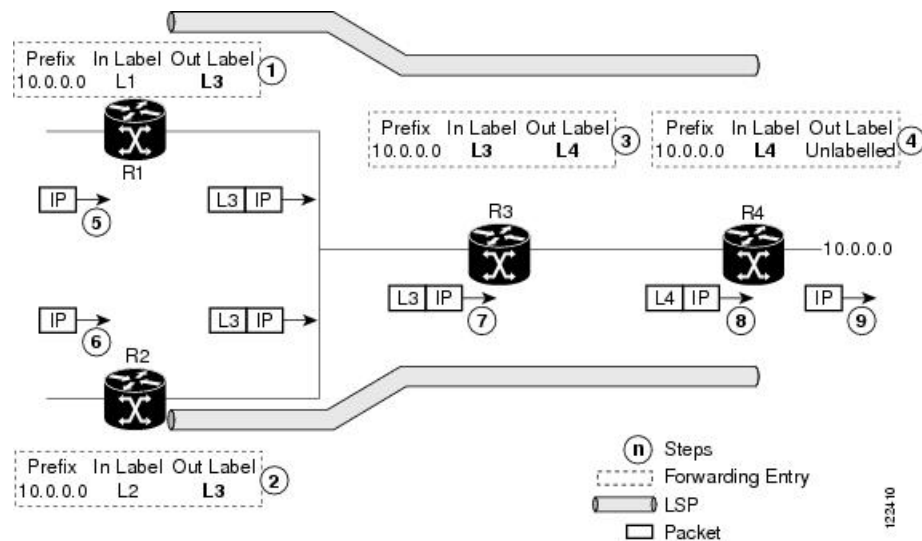 Prefix In Label Out Label
10.0.0.0 L1 L3
1
R1
Prefix In Label Out Label
10.0.0.0 L3 L4
3
Prefix In Label Out Label
10.0.0.0 L4 Unlabelled
4
IP
5
L3 IP
R3
R4
10.0.0.0
IP
6
L3 IP
L3 IP
7
L4 IP
8
IP
9
R2
Prefix In Label Out Label
10.0.0.0 L2 L3
2
n Steps
Forwarding Entry
LSP
Packet
122410